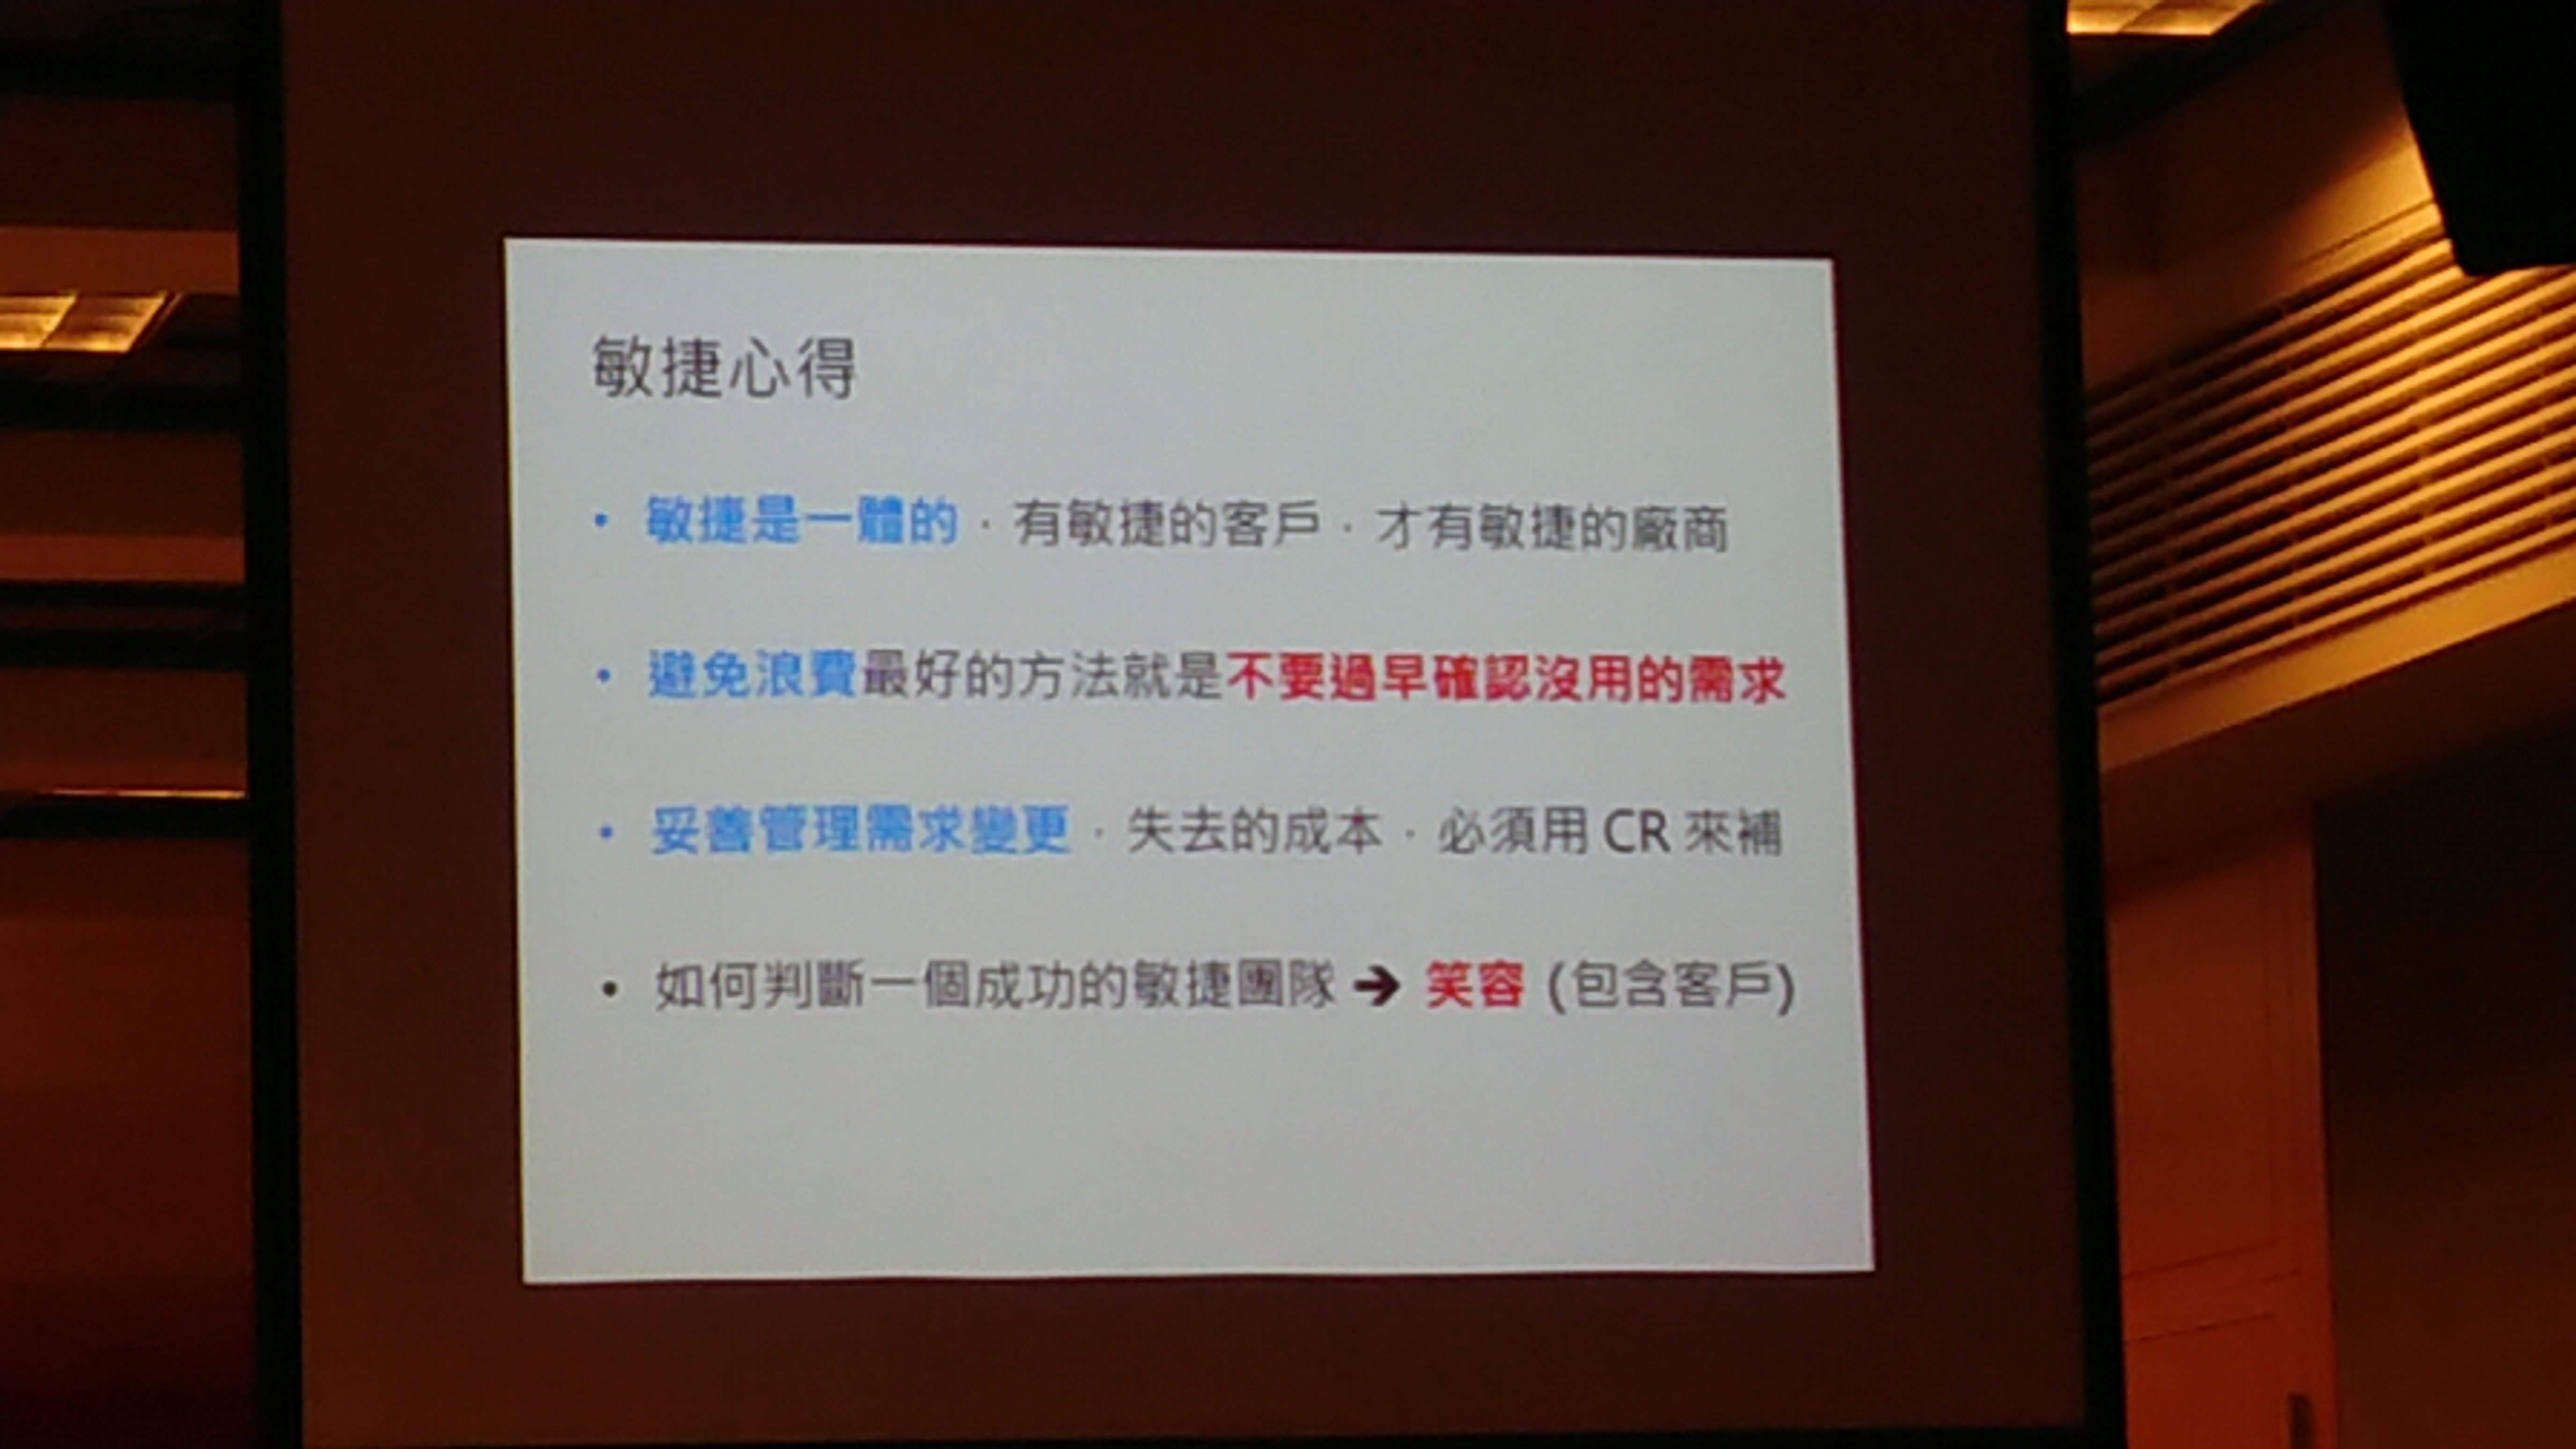 敏捷心得
• 敏捷是一體的，有敏捷的客戶，才有敏捷的廠商
• 避免浪費最好的方法就是不要過早確認沒用的需求
• 妥善管理需求變更，失去的成本，必須用 CR 來補
• 如何判斷一個成功的敏捷團隊 ➔ 笑容 (包含客戶)